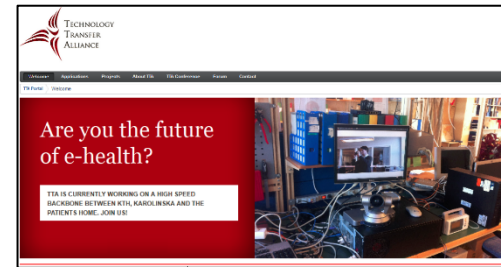 TECHNOLOGY
TRANSFER
ALLIANCE
Welcome Applications Projects About TTA TTA Conference Forum Contact
TTA Portal Welcome
Are you the future
of e-health?
TTA IS CURRENTLY WORKING ON A HIGH SPEED
BACKBONE BETWEEN KTH, KAROLINSKA AND THE
PATIENTS HOME. JOIN US!